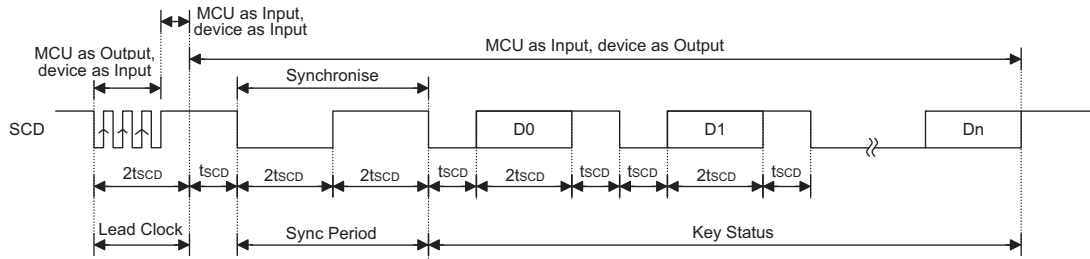 MCU as Input,
device as Input
MCU as Output,
device as Input
MCU as Input, device as Output
Synchronise
SCD
D0
D1
Dn
2tSCD
tSCD
2tSCD
2tSCD
tSCD
2tSCD
tSCD
tSCD
2tSCD
tSCD
Lead Clock
Sync Period
Key Status